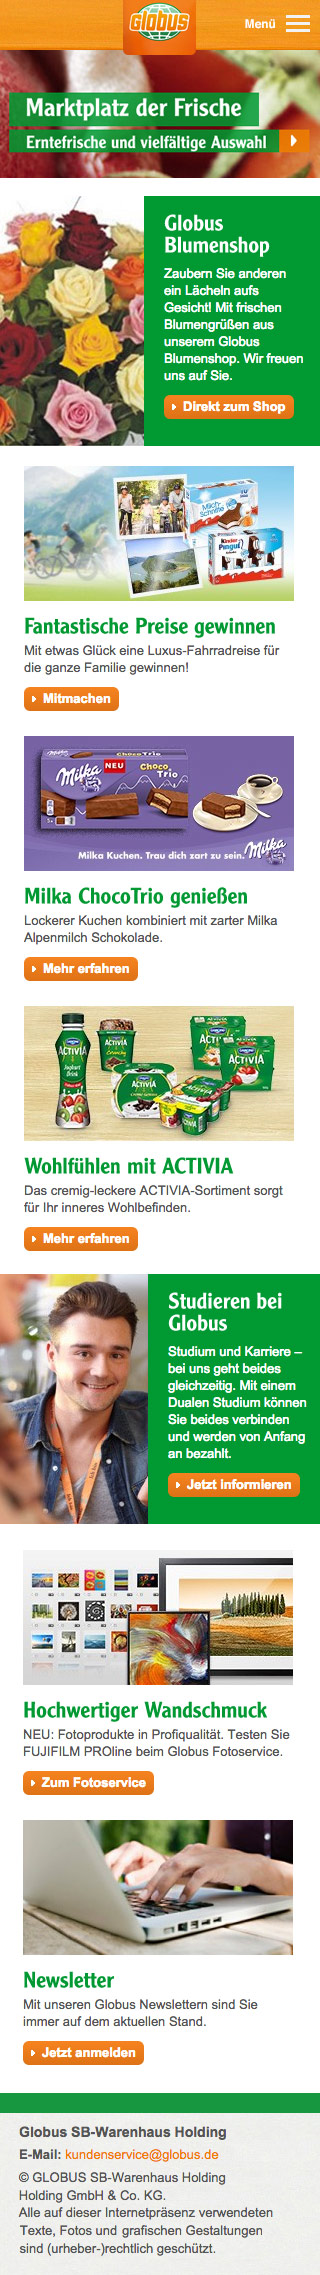 Globus
Menü
Marktplatz der Frische
Erntefrische und vielfältige Auswahl
Globus
Blumenshop
Zaubern Sie anderen
ein Lächeln aufs
Gesicht! Mit frischen
Blumengrüßen aus
unserem Globus
Blumenshop. Wir freuen
uns auf Sie.
Direkt zum Shop
Milch-
Schnitte
Kinder
Pinguí
Fantastische Preise gewinnen
Mit etwas Glück eine Luxus-Fahrradreise für
die ganze Familie gewinnen!
Mitmachen
Milka NEU Choco Trio
Choco
Trio
Milka Kuchen. Trau dich zart zu sein. Milka
Milka ChocoTrio genießen
Lockerer Kuchen kombiniert mit zarter Milka
Alpenmilch Schokolade.
Mehr erfahren
ACTIVIA
ACTIVIA
ACTIVIA
ACTIVIA
ACTIVIA
Wohlfühlen mit ACTIVIA
Das cremig-leckere ACTIVIA-Sortiment sorgt
für Ihr inneres Wohlbefinden.
Mehr erfahren
Studieren bei
Globus
Studium und Karriere –
bei uns geht beides
gleichzeitig. Mit einem
Dualen Studium können
Sie beides verbinden
und werden von Anfang
an bezahlt.
Jetzt Informieren
Hochwertiger Wandschmuck
NEU: Fotoprodukte in Profiqualität. Testen Sie
FUJIFILM PROline beim Globus Fotoservice.
Zum Fotoservice
Newsletter
Mit unseren Globus Newslettern sind Sie
immer auf dem aktuellen Stand.
Jetzt anmelden
Globus SB-Warenhaus Holding
E-Mail: kundenservice@globus.de
© GLOBUS SB-Warenhaus Holding
Holding GmbH & Co. KG.
Alle auf dieser Internetpräsenz verwendeten
Texte, Fotos und grafischen Gestaltungen
sind (urheber-)rechtlich geschützt.